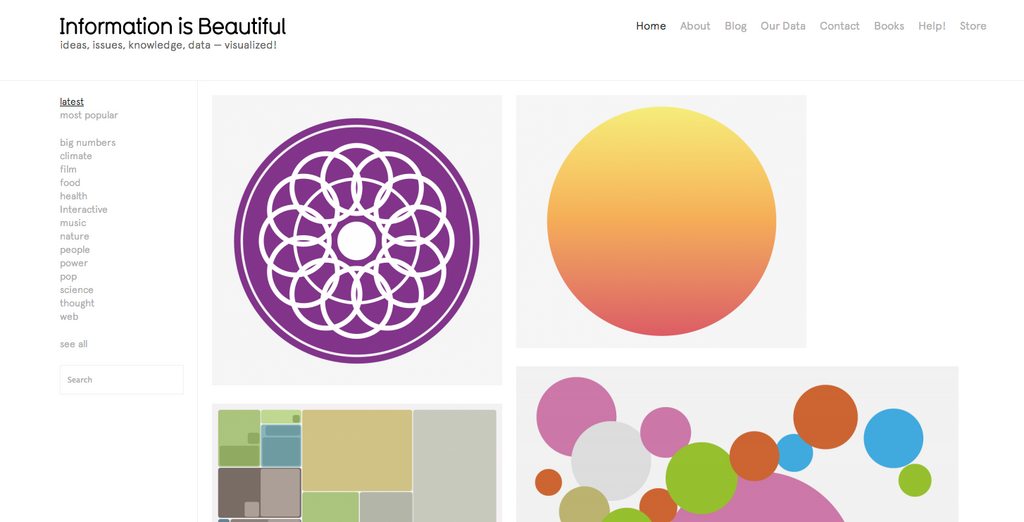 Information is Beautiful
ideas, issues, knowledge, data — visualized!
Home About Blog Our Data Contact Books Help! Store
latest
most popular
big numbers
climate
film
food
health
Interactive
music
nature
people
power
pop
science
thought
web
see all
Search